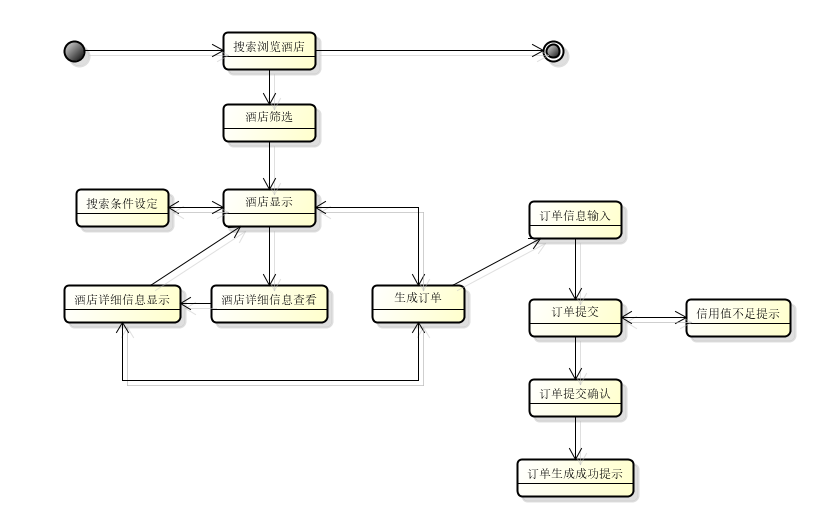 搜索浏览酒店
酒店筛选
搜索条件设定
酒店显示
订单信息输入
酒店详细信息显示
酒店详细信息查看
生成订单
订单提交
信用值不足提示
订单提交确认
订单生成成功提示